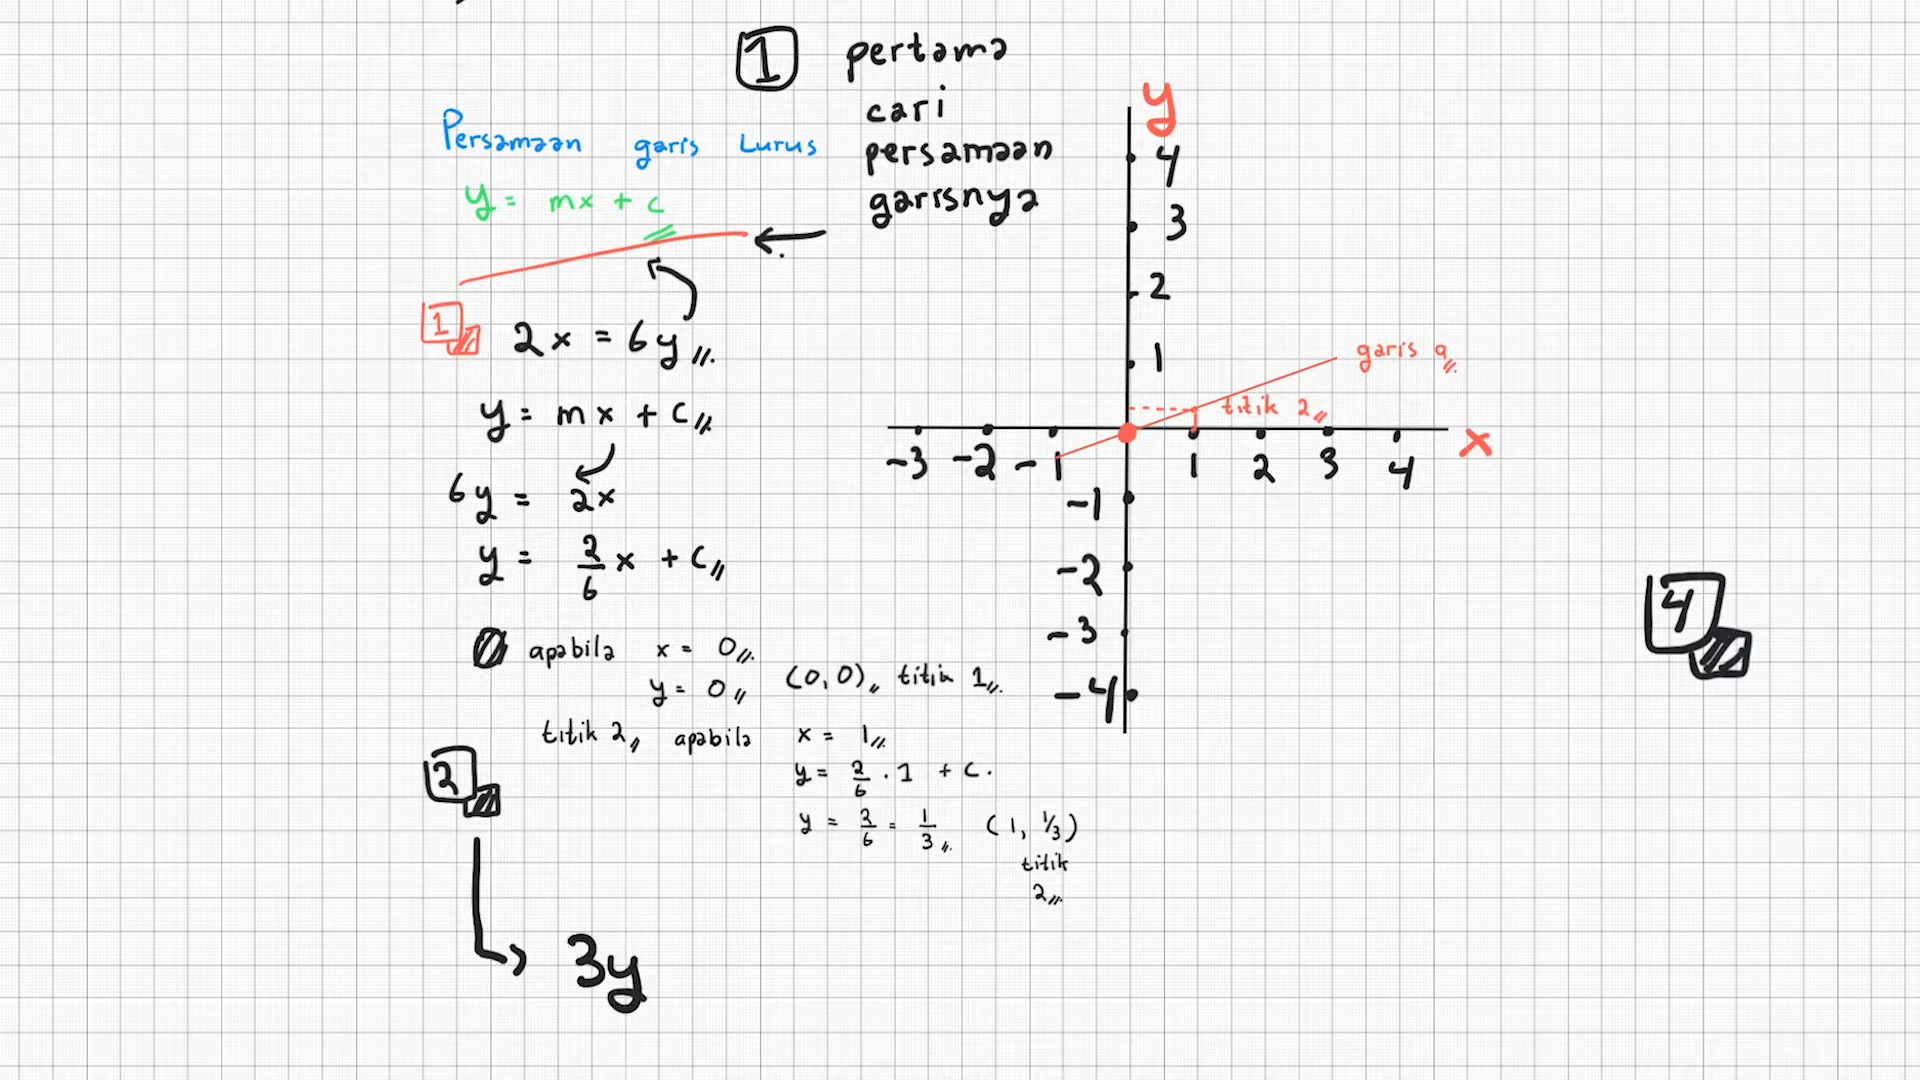 1 pertama
cari
persamaan
garisnya
Persamaan garis Lurus
y = mx + c
1 2x = 6y
y = mx + c
6y = 2x
y = 2/6 x + c
apabila x = 0
y = 0 (0,0), titik 1
titik 2, apabila x = 1
y = 2/6 . 1 + c.
y = 2/6 = 1/3 (1, 1/3)
titik
2
2
3y
y
4
3
2
1
garis a
titik 2
-3 -2 -1 1 2 3 4 x
-1
-2
-3
-4
4